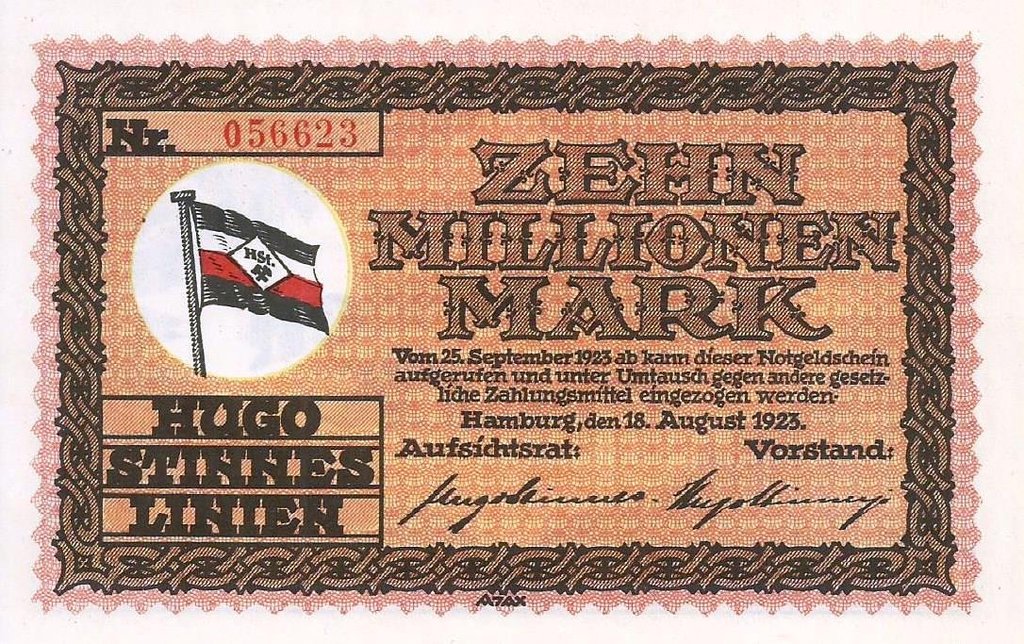 Nr. 056623
HSt.
ZEHN
MILLIONEN
MARK
Vom 25. September 1923 ab kann dieser Notgeldschein
aufgerufen und unter Umtausch gegen andere gesetz-
liche Zahlungsmittel eingezogen werden.
Hamburg, den 18. August 1923.
Aufsichtsrat: Vorstand:
HUGO
STINNES
LINIEN